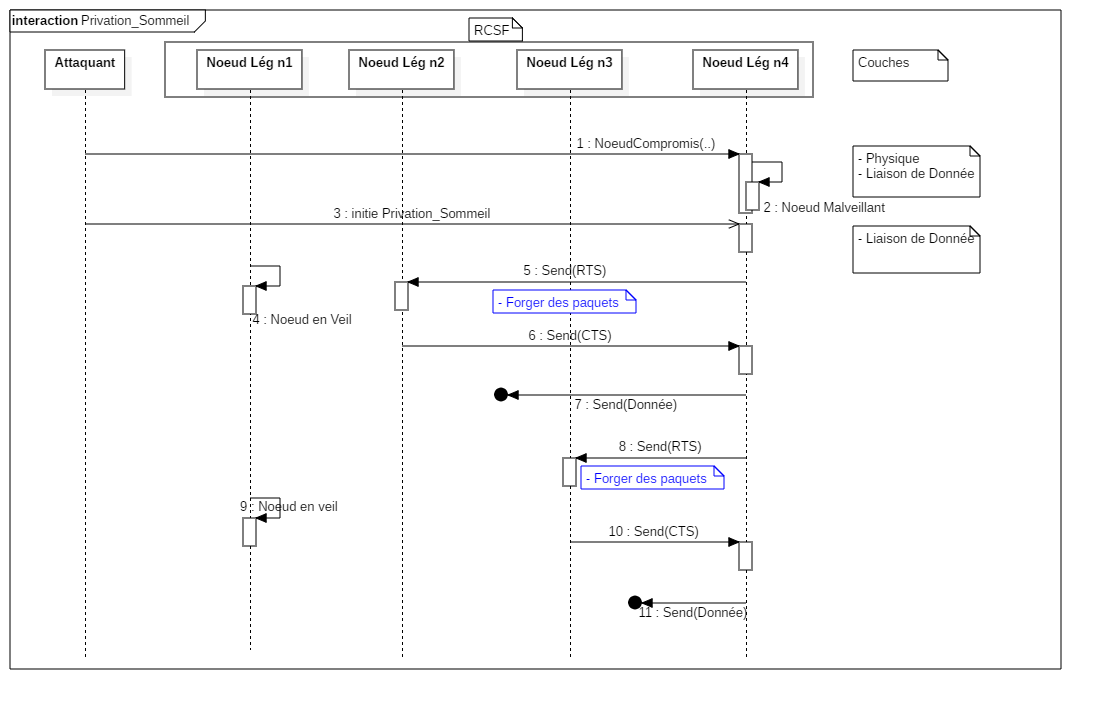 interaction Privation_Sommeil
RCSF
Attaquant
Noeud Lég n1
Noeud Lég n2
Noeud Lég n3
Noeud Lég n4
Couches
1 : NoeudCompromis(..)
- Physique
- Liaison de Donnée
2 : Noeud Malveillant
3 : initie Privation_Sommeil
- Liaison de Donnée
5 : Send(RTS)
- Forger des paquets
4 : Noeud en Veil
6 : Send(CTS)
7 : Send(Donnée)
8 : Send(RTS)
- Forger des paquets
9 : Noeud en veil
10 : Send(CTS)
11 : Send(Donnée)